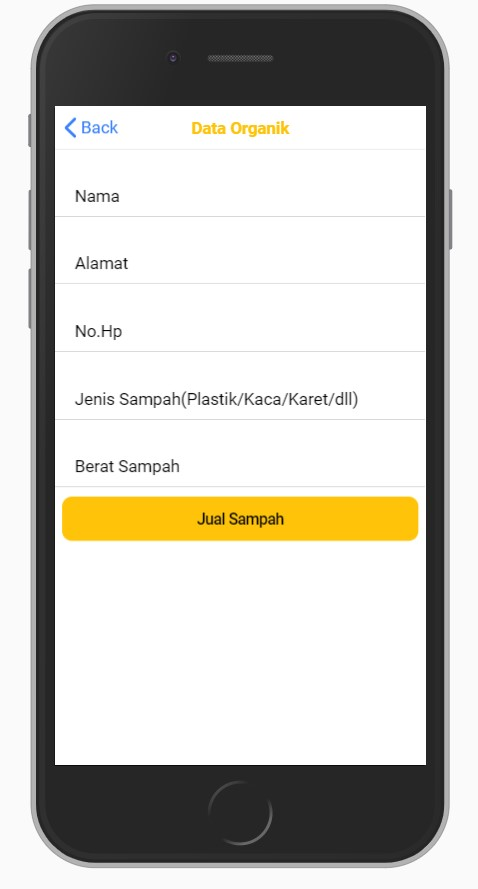 Back
Data Organik
Nama
Alamat
No.Hp
Jenis Sampah(Plastik/Kaca/Karet/dll)
Berat Sampah
Jual Sampah